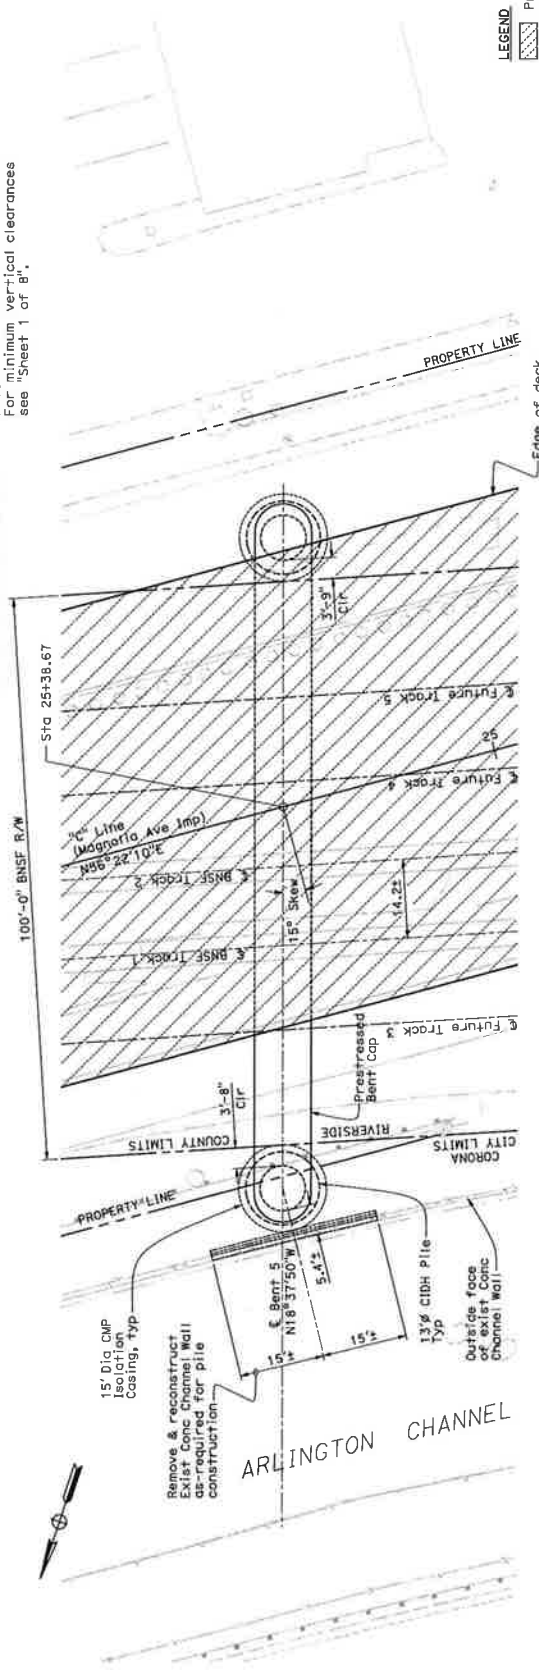 For minimum vertical clearances
see "Sheet 1 of 8".
LEGEND
100'-0" BNSF R/W
Sta 25+38.67
PROPERTY LINE
Edge of deck
"C" Line
(Magnolia Ave Imp)
N56°22'10"E
℄ BNSF Track 1
℄ BNSF Track 2
℄ Future Track 3
℄ Future Track 4
℄ Future Track 5
25
15° Skew
14.2±
3'-9"
Clr
3'-8"
Clr
Prestressed
Bent Cap
COUNTY LIMITS
RIVERSIDE
CORONA
CITY LIMITS
PROPERTY LINE
15' Dia CMP
Isolation
Casing, typ
Remove & reconstruct
Exist Conc Channel Wall
as-required for pile
construction
℄ Bent 5
N18°37'50"W
5.4'±
15'±
15'±
13'ø CIDH Pile
Typ
Outside face
of exist Conc
Channel Wall
ARLINGTON CHANNEL